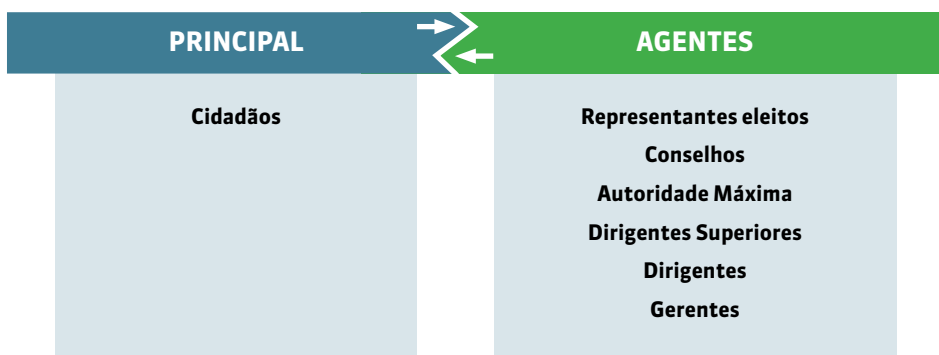 PRINCIPAL
AGENTES
Cidadãos
Representantes eleitos
Conselhos
Autoridade Máxima
Dirigentes Superiores
Dirigentes
Gerentes